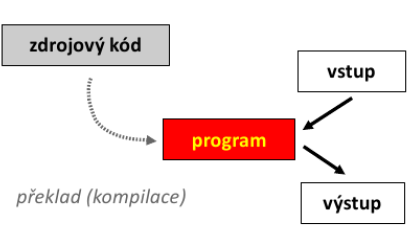 zdrojový kód
vstup
program
překlad (kompilace)
výstup